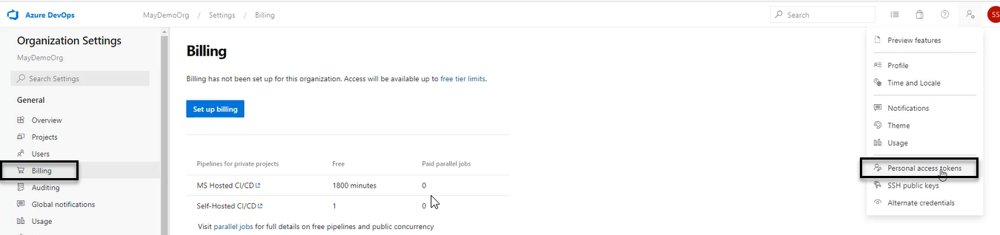 Azure DevOps
MayDemoOrg / Settings / Billing
Search
SS
Organization Settings
MayDemoOrg
Search Settings
General
Overview
Projects
Users
Billing
Auditing
Global notifications
Usage
Billing
Billing has not been set up for this organization. Access will be available up to free tier limits.
Set up billing
Pipelines for private projects Free Paid parallel jobs
MS Hosted CI/CD 1800 minutes 0
Self-Hosted CI/CD 1 0
Visit parallel jobs for full details on free pipelines and public concurrency
Preview features
Profile
Time and Locale
Notifications
Theme
Usage
Personal access tokens
SSH public keys
Alternate credentials